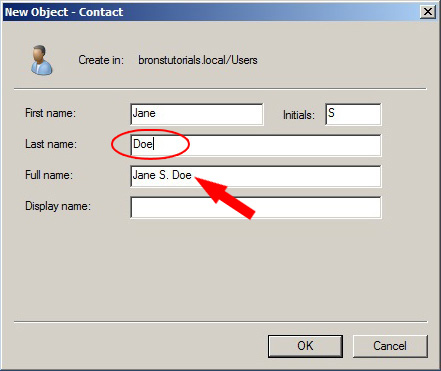 New Object - Contact
Create in: bronstutorials.local/Users
First name: Jane Initials: S
Last name: Doe
Full name: Jane S. Doe
Display name:
OK Cancel